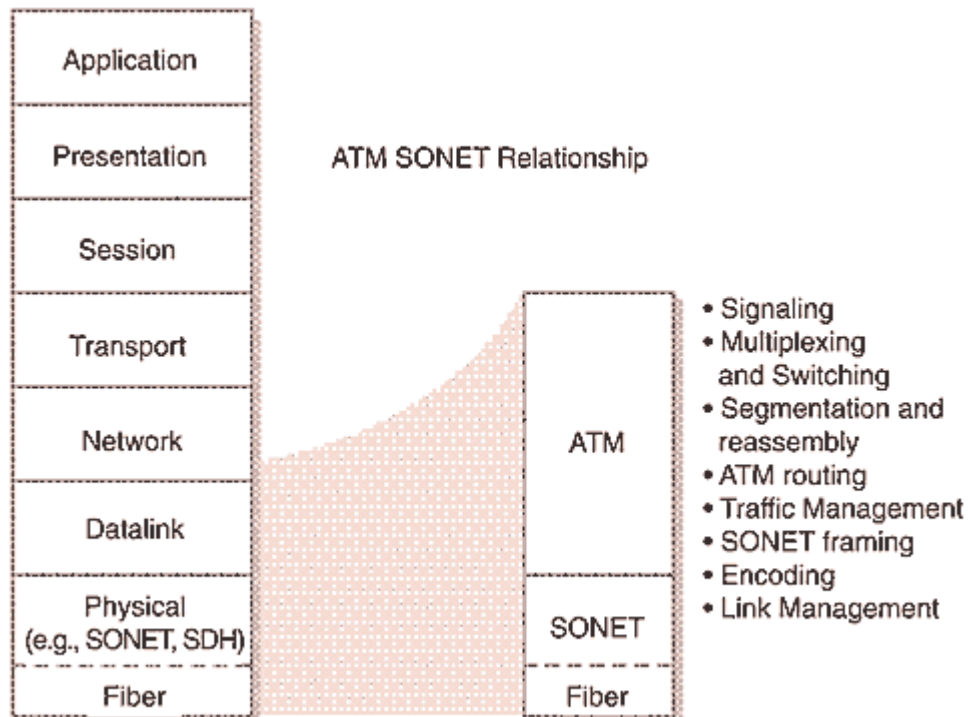 Application
Presentation
Session
Transport
Network
Datalink
Physical
(e.g., SONET, SDH)
Fiber
ATM SONET Relationship
ATM
SONET
Fiber
• Signaling
• Multiplexing
and Switching
• Segmentation and
reassembly
• ATM routing
• Traffic Management
• SONET framing
• Encoding
• Link Management